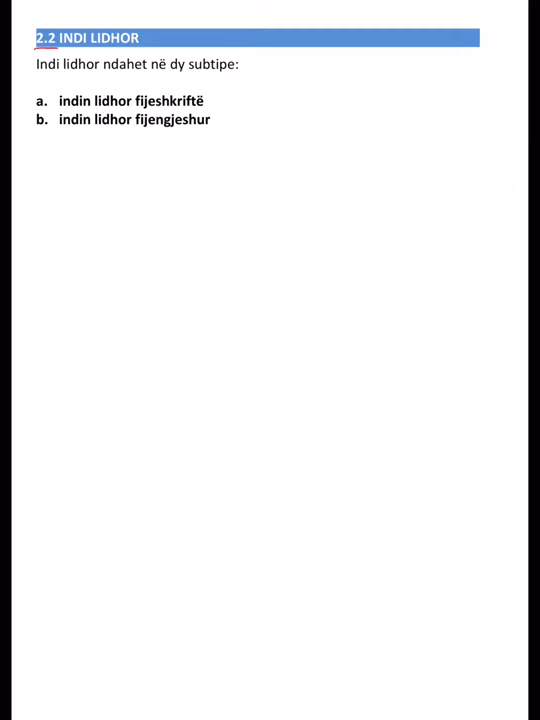 2.2 INDI LIDHOR
Indi lidhor ndahet në dy subtipe:
a. indin lidhor fijeshkriftë
b. indin lidhor fijengjeshur